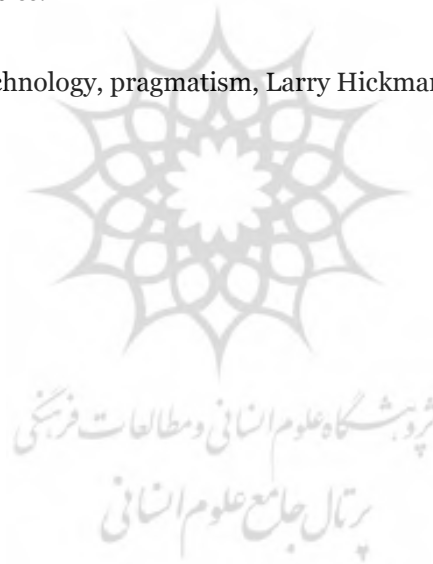 chnology, pragmatism, Larry Hickman
پژوهشگاه علوم انسانی و مطالعات فرهنگی
پرتال جامع علوم انسانی